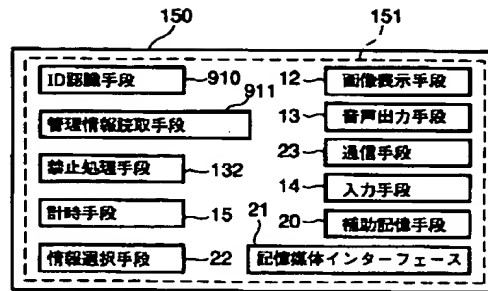 150
151
ID認識手段
910
911
管理情報読取手段
禁止処理手段
132
計時手段
15
情報選択手段
22
12
画像表示手段
13
音声出力手段
23
通信手段
14
入力手段
20
補助記憶手段
21
記憶媒体インターフェース